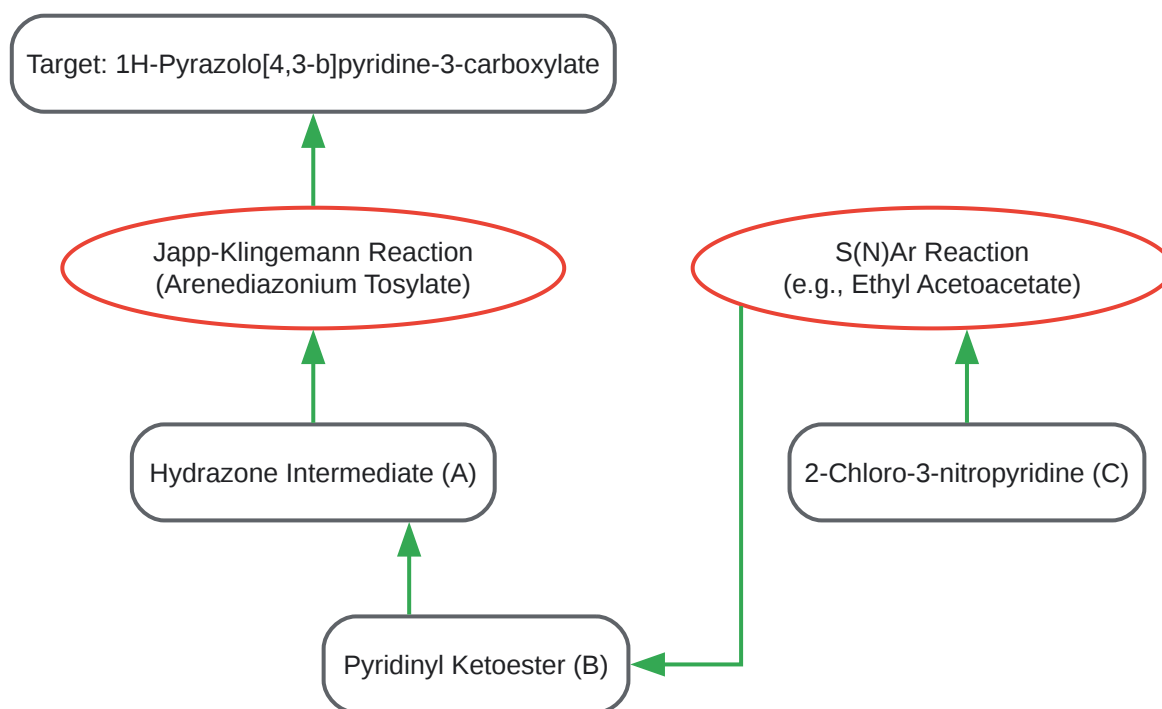 Target: 1H-Pyrazolo[4,3-b]pyridine-3-carboxylate
Japp-Klingemann Reaction
(Arenediazonium Tosylate)
S(N)Ar Reaction
(e.g., Ethyl Acetoacetate)
Hydrazone Intermediate (A)
2-Chloro-3-nitropyridine (C)
Pyridinyl Ketoester (B)